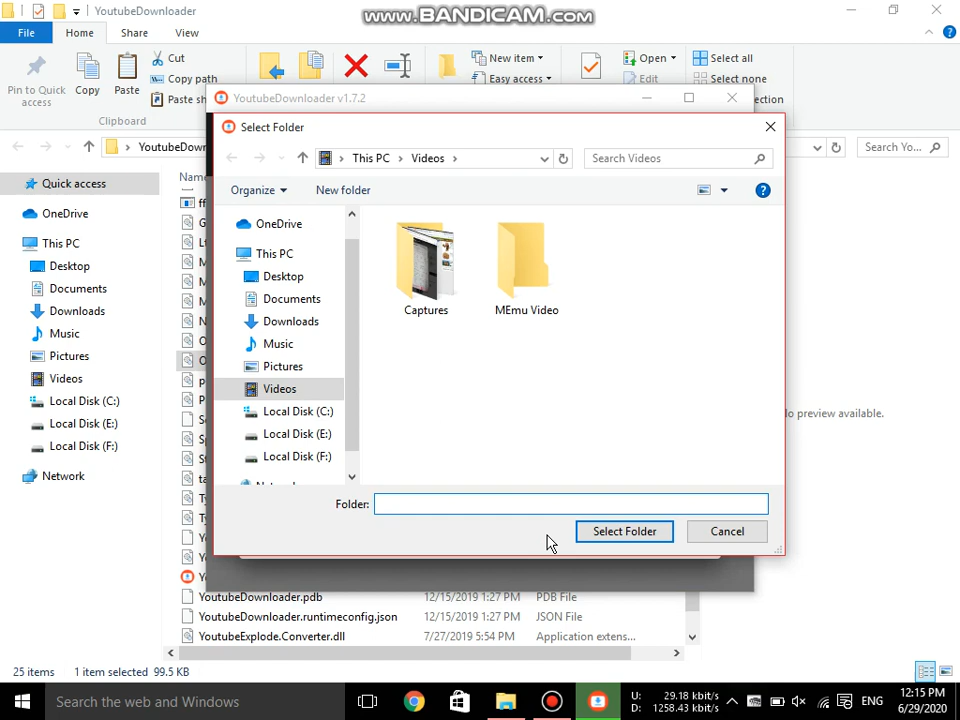 YoutubeDownloader
www.BANDICAM.com
File
Home
Share
View
Pin to Quick access
Copy
Paste
Cut
Copy path
Paste sh
Clipboard
New item
Easy access
Open
Edit
Select all
Select none
ection
YoutubeDown
Search Yo...
YoutubeDownloader v1.7.2
Select Folder
This PC
Videos
Search Videos
Organize
New folder
OneDrive
This PC
Desktop
Documents
Downloads
Music
Pictures
Videos
Local Disk (C:)
Local Disk (E:)
Local Disk (F:)
Captures
MEmu Video
Folder:
Select Folder
Cancel
Quick access
OneDrive
This PC
Desktop
Documents
Downloads
Music
Pictures
Videos
Local Disk (C:)
Local Disk (E:)
Local Disk (F:)
Network
YoutubeDownloader.pdb 12/15/2019 1:27 PM PDB File
YoutubeDownloader.runtimeconfig.json 12/15/2019 1:27 PM JSON File
YoutubeExplode.Converter.dll 7/27/2019 5:54 PM Application extens...
o preview available.
25 items
1 item selected 99.5 KB
Search the web and Windows
U: 29.18 kbit/s
D: 1258.43 kbit/s
ENG
12:15 PM
6/29/2020